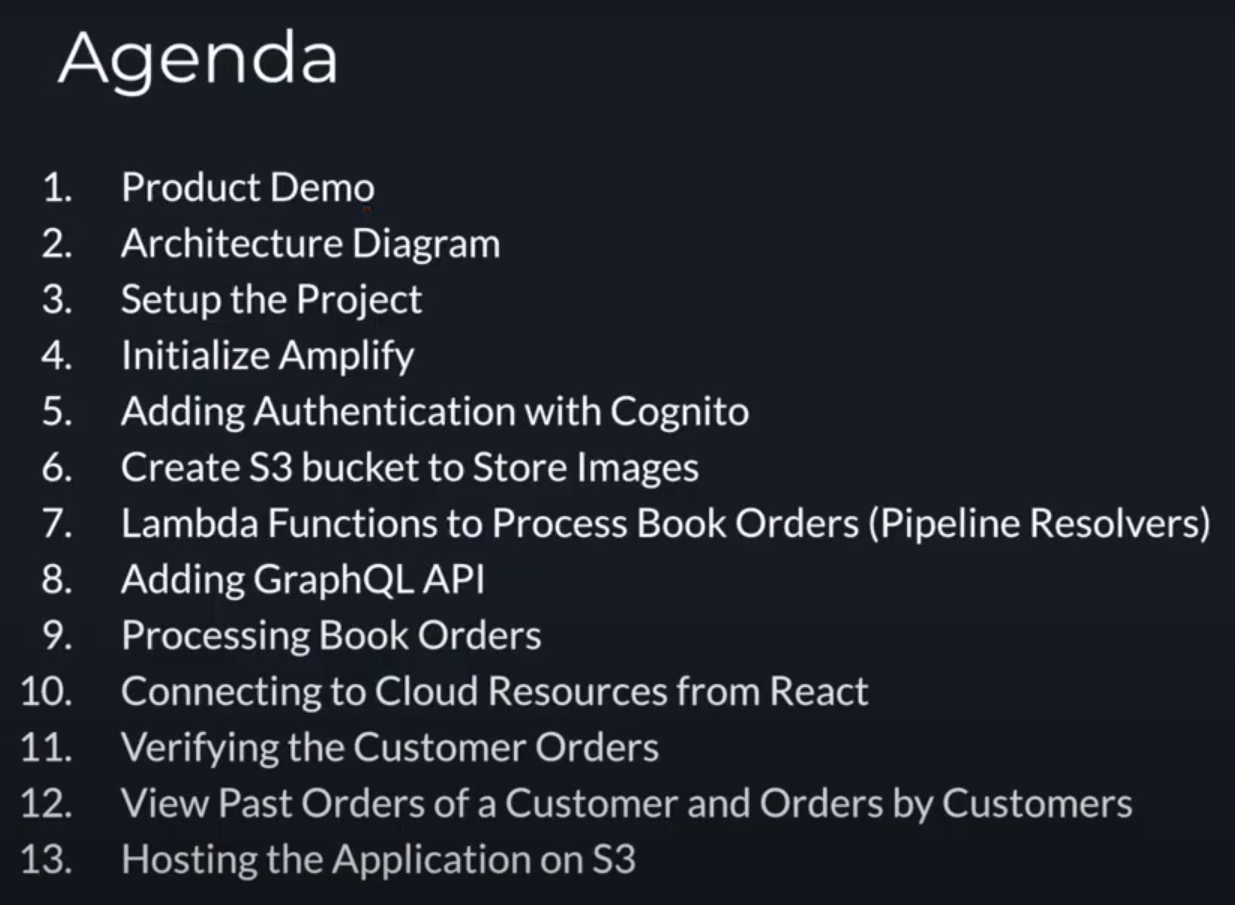 Agenda
1. Product Demo
2. Architecture Diagram
3. Setup the Project
4. Initialize Amplify
5. Adding Authentication with Cognito
6. Create S3 bucket to Store Images
7. Lambda Functions to Process Book Orders (Pipeline Resolvers)
8. Adding GraphQL API
9. Processing Book Orders
10. Connecting to Cloud Resources from React
11. Verifying the Customer Orders
12. View Past Orders of a Customer and Orders by Customers
13. Hosting the Application on S3